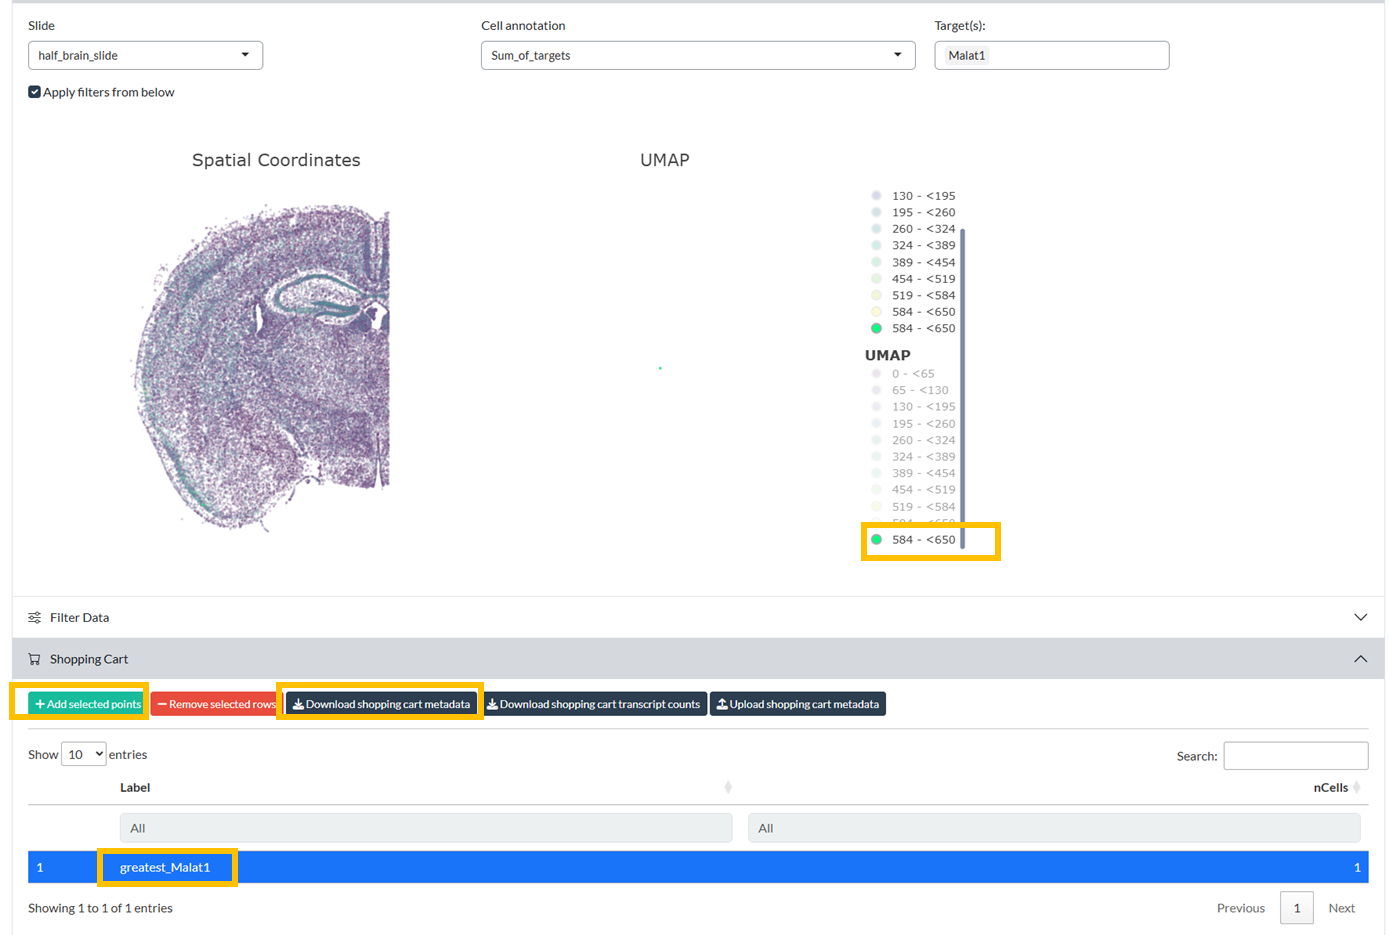 Slide
Cell annotation
Target(s):
half_brain_slide
Sum_of_targets
Malat1
Apply filters from below
Spatial Coordinates
UMAP
130 - <195
195 - <260
260 - <324
324 - <389
389 - <454
454 - <519
519 - <584
584 - <650
584 - <650
UMAP
0 - <65
65 - <130
130 - <195
195 - <260
260 - <324
324 - <389
389 - <454
454 - <519
519 - <584
584 - <650
Filter Data
Shopping Cart
Add selected points
Remove selected rows
Download shopping cart metadata
Download shopping cart transcript counts
Upload shopping cart metadata
Show 10 entries
Search:
Label
nCells
All
All
1
greatest_Malat1
1
Showing 1 to 1 of 1 entries
Previous
1
Next